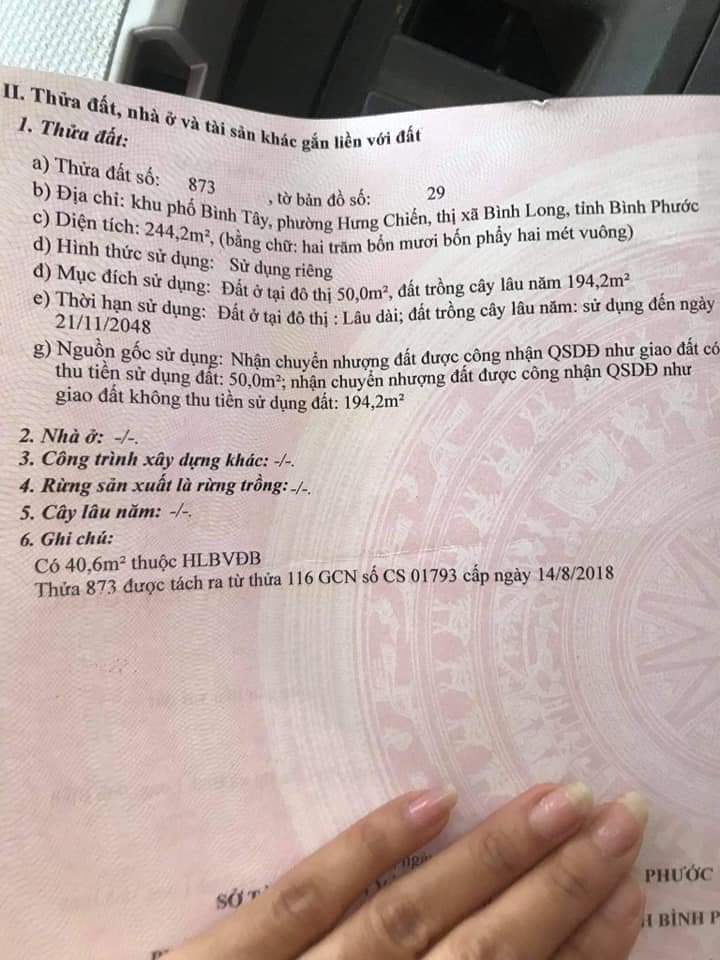 II. Thửa đất, nhà ở và tài sản khác gắn liền với đất
1. Thửa đất:
a) Thửa đất số: 873 , tờ bản đồ số: 29
b) Địa chỉ: khu phố Bình Tây, phường Hưng Chiến, thị xã Bình Long, tỉnh Bình Phước
c) Diện tích: 244,2m², (bằng chữ: hai trăm bốn mươi bốn phẩy hai mét vuông)
d) Hình thức sử dụng: Sử dụng riêng
đ) Mục đích sử dụng: Đất ở tại đô thị 50,0m², đất trồng cây lâu năm 194,2m²
e) Thời hạn sử dụng: Đất ở tại đô thị : Lâu dài; đất trồng cây lâu năm: sử dụng đến ngày
21/11/2048
g) Nguồn gốc sử dụng: Nhận chuyển nhượng đất được công nhận QSDĐ như giao đất có
thu tiền sử dụng đất: 50,0m²; nhận chuyển nhượng đất được công nhận QSDĐ như
giao đất không thu tiền sử dụng đất: 194,2m²
2. Nhà ở: -/-.
3. Công trình xây dựng khác: -/-.
4. Rừng sản xuất là rừng trồng: -/-.
5. Cây lâu năm: -/-.
6. Ghi chú:
Có 40,6m² thuộc HLBVĐB
Thửa 873 được tách ra từ thửa 116 GCN số CS 01793 cấp ngày 14/8/2018
PHƯỚC
SỞ
BÌNH